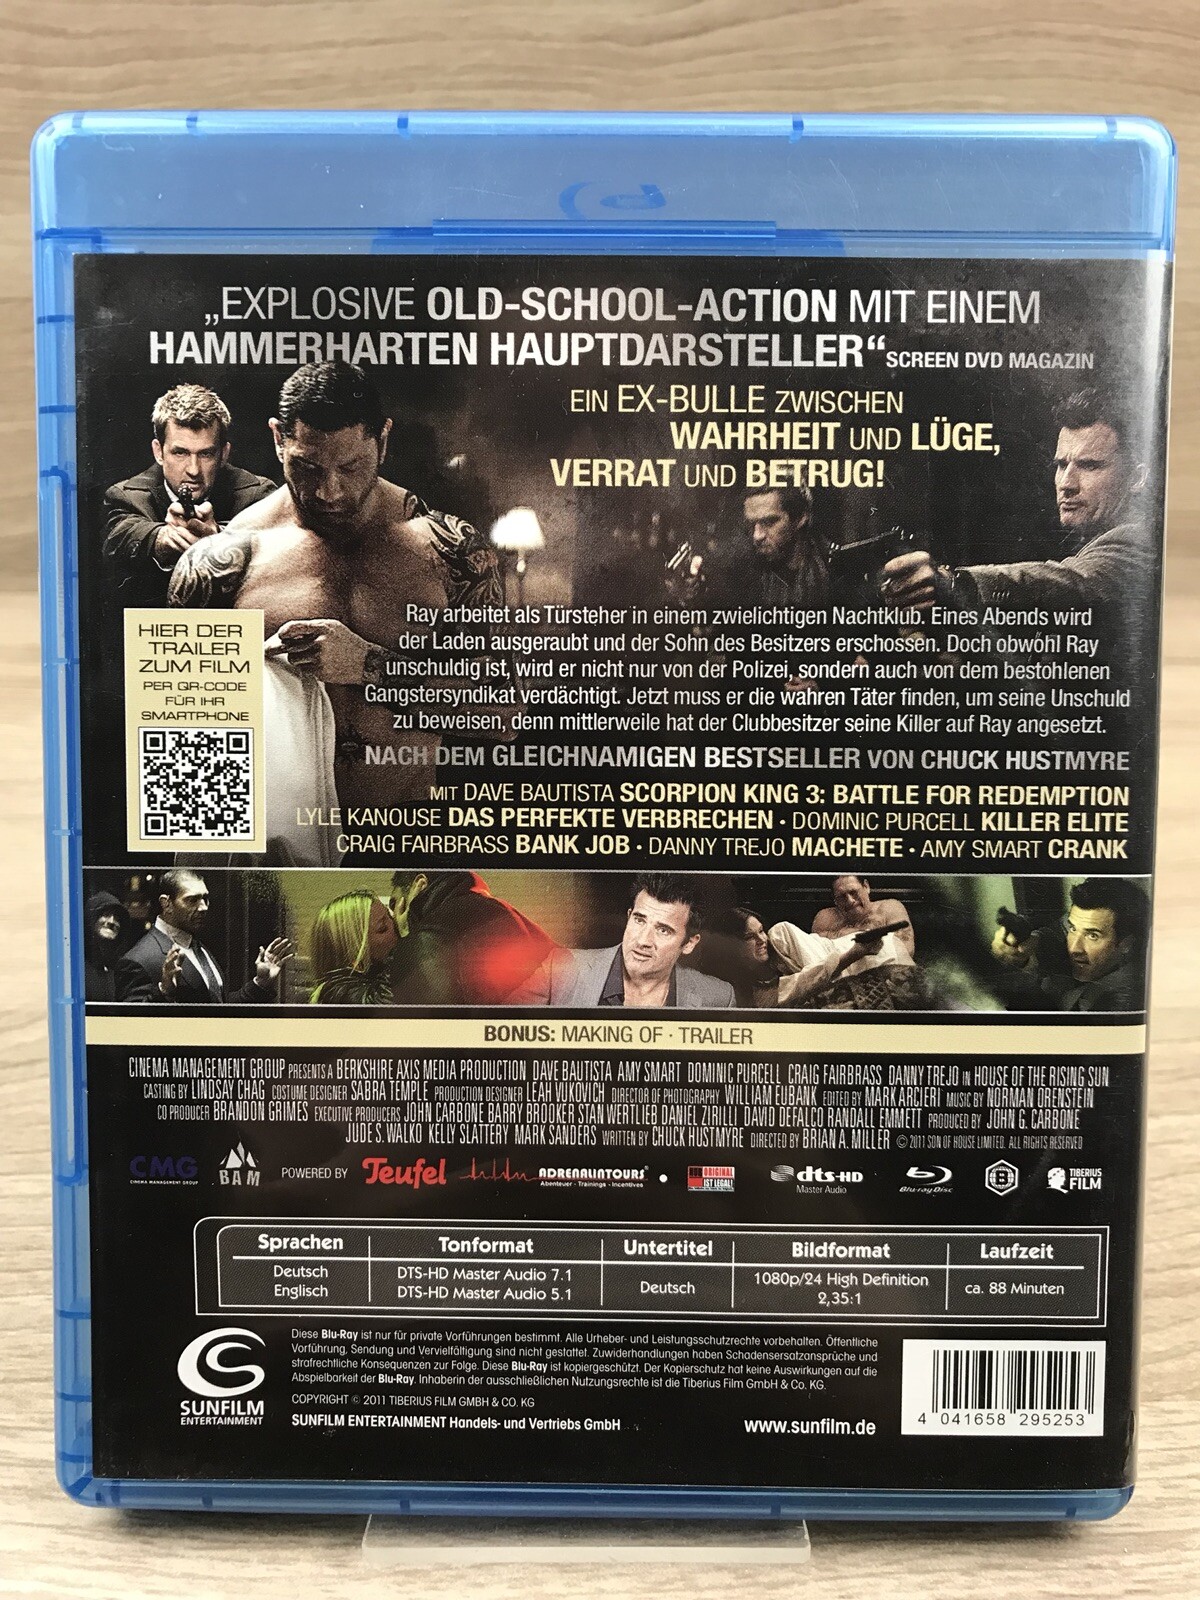 „EXPLOSIVE OLD-SCHOOL-ACTION MIT EINEM
HAMMERHARTEN HAUPTDARSTELLER“ SCREEN DVD MAGAZIN
EIN EX-BULLE ZWISCHEN
WAHRHEIT UND LÜGE,
VERRAT UND BETRUG!
Ray arbeitet als Türsteher in einem zwielichtigen Nachtklub. Eines Abends wird
der Laden ausgeraubt und der Sohn des Besitzers erschossen. Doch obwohl Ray
unschuldig ist, wird er nicht nur von der Polizei, sondern auch von dem bestohlenen
Gangstersyndikat verdächtigt. Jetzt muss er die wahren Täter finden, um seine Unschuld
zu beweisen, denn mittlerweile hat der Clubbesitzer seine Killer auf Ray angesetzt.
HIER DER
TRAILER
ZUM FILM
PER QR-CODE
FÜR IHR
SMARTPHONE
NACH DEM GLEICHNAMIGEN BESTSELLER VON CHUCK HUSTMYRE
MIT DAVE BAUTISTA SCORPION KING 3: BATTLE FOR REDEMPTION
LYLE KANOUSE DAS PERFEKTE VERBRECHEN • DOMINIC PURCELL KILLER ELITE
CRAIG FAIRBRASS BANK JOB • DANNY TREJO MACHETE • AMY SMART CRANK
BONUS: MAKING OF · TRAILER
CINEMA MANAGEMENT GROUP PRESENTS A BERKSHIRE AXIS MEDIA PRODUCTION DAVE BAUTISTA AMY SMART DOMINIC PURCELL CRAIG FAIRBRASS DANNY TREJO IN HOUSE OF THE RISING SUN
CASTING BY LINDSAY CHAG COSTUME DESIGNER SABRA TEMPLE PRODUCTION DESIGNER LEAH VUKOVICH DIRECTOR OF PHOTOGRAPHY WILLIAM EUBANK EDITED BY MARK ARCIERI MUSIC BY NORMAN ORENSTEIN
CO PRODUCER BRANDON GRIMES EXECUTIVE PRODUCERS JOHN CARBONE BARRY BROOKER STAN WERTLIEB DANIEL ZIRILLI DAVID DEFALCO RANDALL EMMETT PRODUCED BY JOHN G. CARBONE
JUDE S. WALKO KELLY SLATTERY MARK SANDERS WRITTEN BY CHUCK HUSTMYRE DIRECTED BY BRIAN A. MILLER © 2011 SON OF HOUSE LIMITED. ALL RIGHTS RESERVED
CMG
CINEMA MANAGEMENT GROUP
BAM
POWERED BY Teufel
ADRENALINTOURS®
Abenteuer · Trainings · Incentives
NUR ORIGINAL
IST LEGAL!
dts-HD
Master Audio
Blu-ray Disc
B
TIBERIUS
FILM
Sprachen Tonformat Untertitel Bildformat Laufzeit
Deutsch DTS-HD Master Audio 7.1 Deutsch 1080p/24 High Definition ca. 88 Minuten
Englisch DTS-HD Master Audio 5.1 2,35:1
SUNFILM
ENTERTAINMENT
Diese Blu-Ray ist nur für private Vorführungen bestimmt. Alle Urheber- und Leistungsschutzrechte vorbehalten. Öffentliche
Vorführung, Sendung und Vervielfältigung sind nicht gestattet. Zuwiderhandlungen haben Schadensersatzansprüche und
strafrechtliche Konsequenzen zur Folge. Diese Blu-Ray ist kopiergeschützt. Der Kopierschutz hat keine Auswirkungen auf die
Abspielbarkeit der Blu-Ray. Inhaberin der ausschließlichen Nutzungsrechte ist die Tiberius Film GmbH & Co. KG.
COPYRIGHT © 2011 TIBERIUS FILM GMBH & CO. KG
SUNFILM ENTERTAINMENT Handels- und Vertriebs GmbH
www.sunfilm.de
4 041658 295253